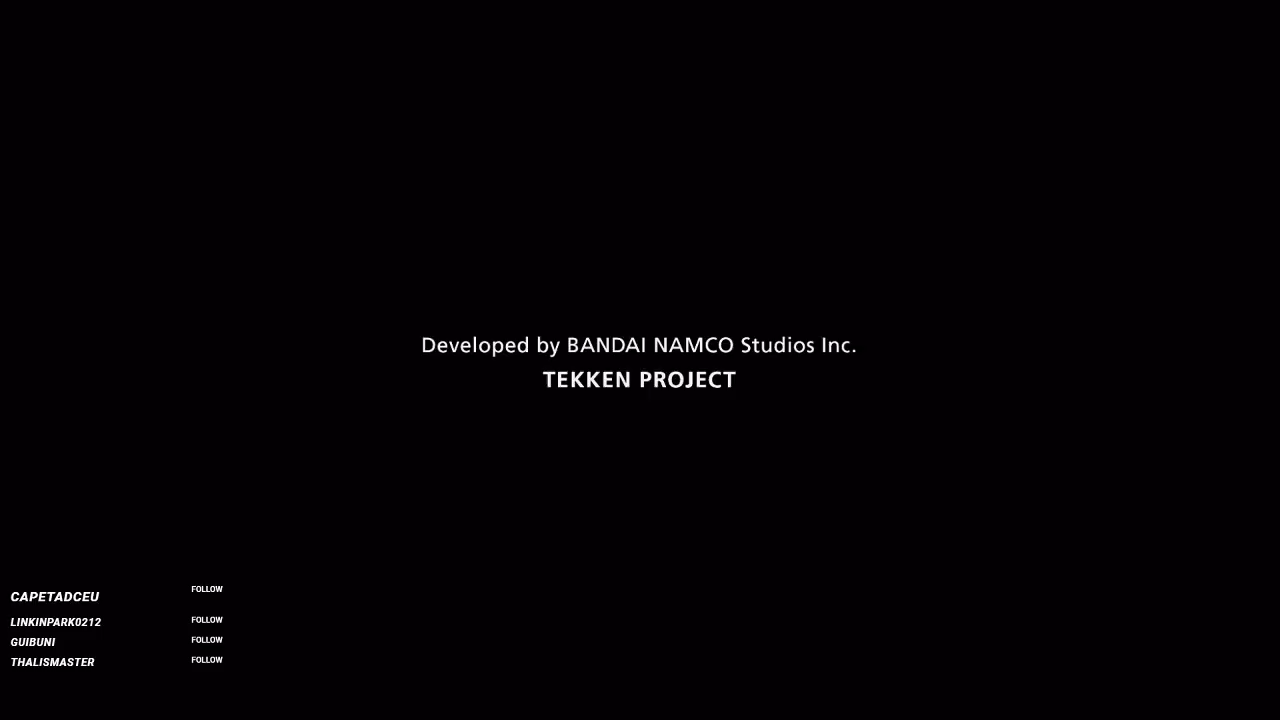 Developed by BANDAI NAMCO Studios Inc.
TEKKEN PROJECT
CAPETADCEU FOLLOW
LINKINPARK0212 FOLLOW
GUIBUNI FOLLOW
THALISMASTER FOLLOW